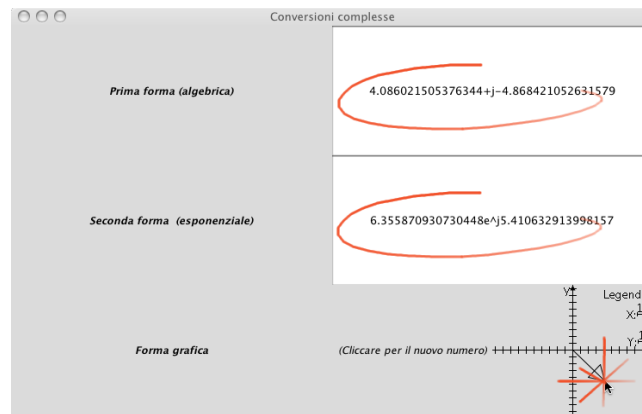 Conversioni complesse
Prima forma (algebrica)
4.086021505376344+j-4.868421052631579
Seconda forma (esponenziale)
6.355870930730448e^j5.410632913998157
Y
Legend
X:
Y:
Forma grafica
(Cliccare per il nuovo numero)